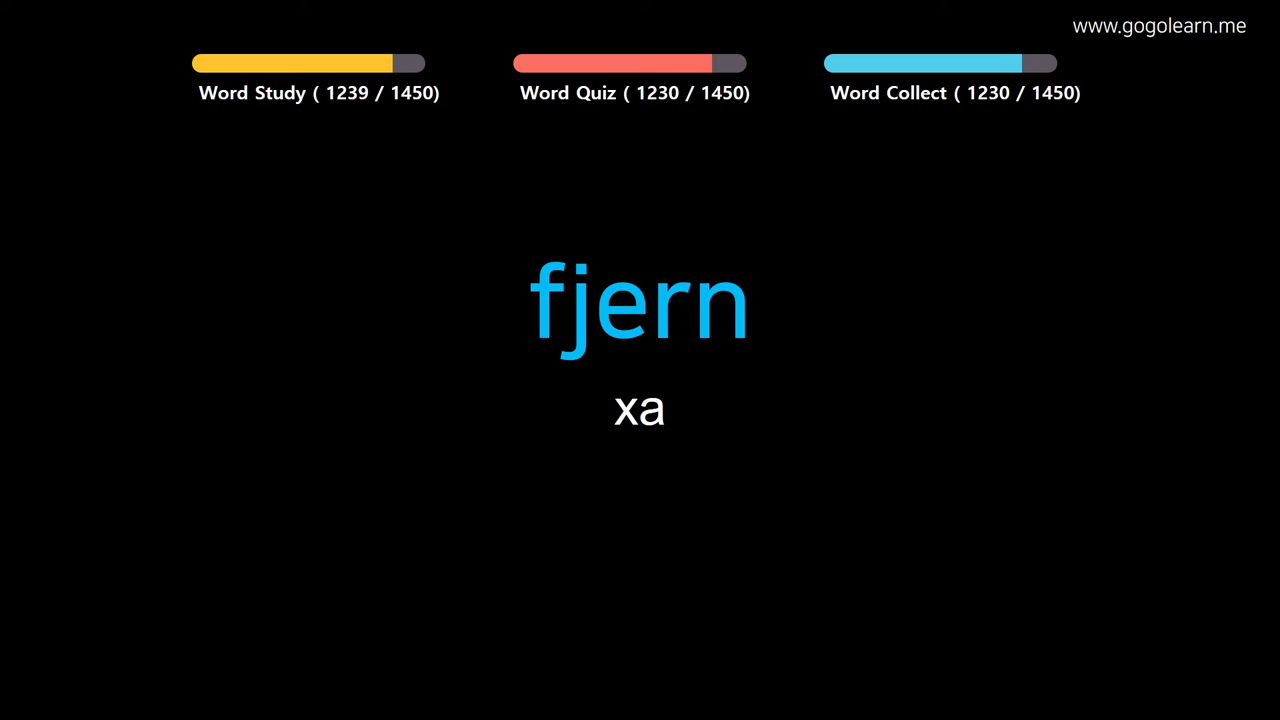 www.gogolearn.me
Word Study ( 1239 / 1450)
Word Quiz ( 1230 / 1450)
Word Collect ( 1230 / 1450)
fjern
xa